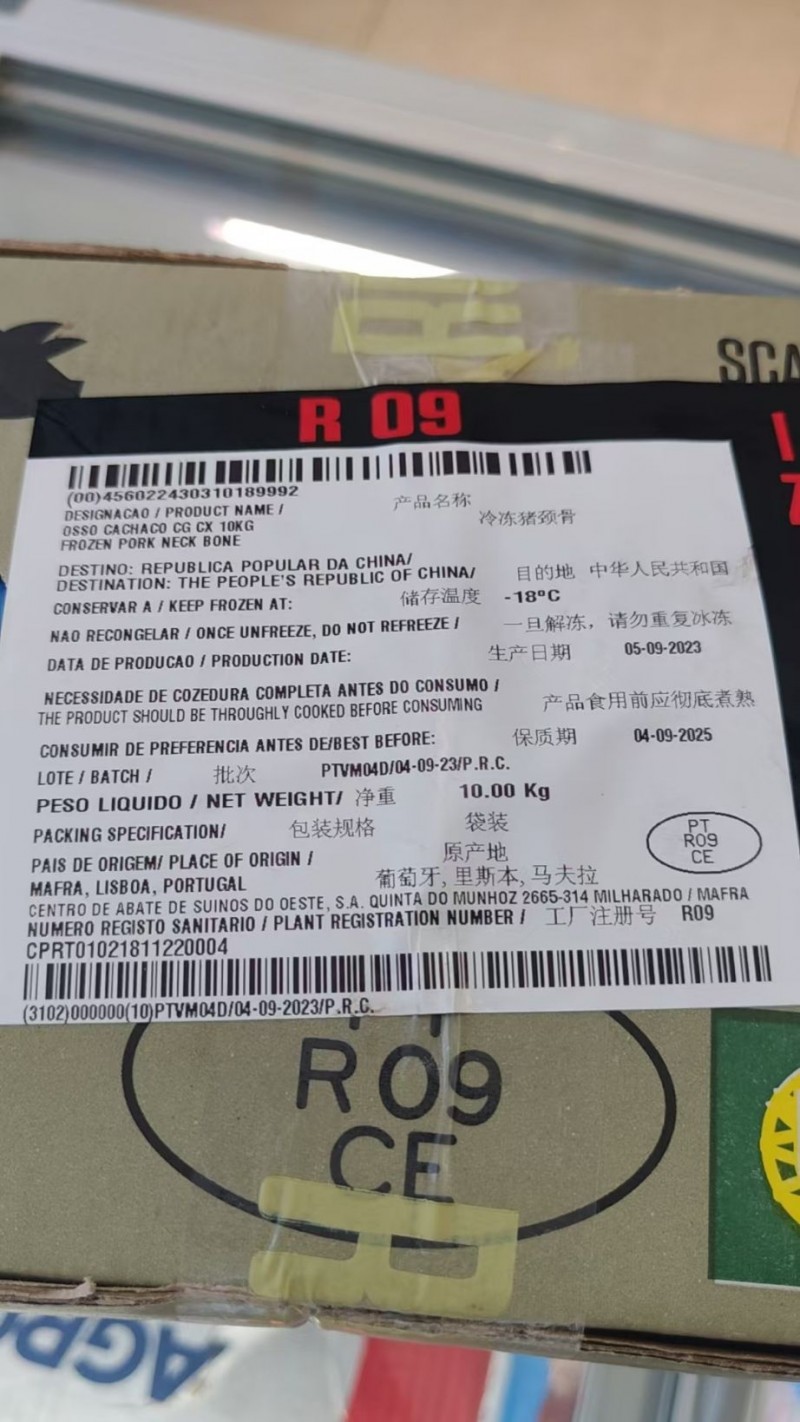 SCA
R 09
(00)456022430310189992
DESIGNACAO / PRODUCT NAME / 产品名称
OSSO CACHACO CG CX 10KG 冷冻猪颈骨
FROZEN PORK NECK BONE
DESTINO: REPUBLICA POPULAR DA CHINA/
DESTINATION: THE PEOPLE'S REPUBLIC OF CHINA/ 目的地 中华人民共和国
CONSERVAR A / KEEP FROZEN AT: 储存温度 -18ºC
NAO RECONGELAR / ONCE UNFREEZE, DO NOT REFREEZE / 一旦解冻，请勿重复冰冻
DATA DE PRODUCAO / PRODUCTION DATE: 生产日期 05-09-2023
NECESSIDADE DE COZEDURA COMPLETA ANTES DO CONSUMO /
THE PRODUCT SHOULD BE THROUGHLY COOKED BEFORE CONSUMING 产品食用前应彻底煮熟
CONSUMIR DE PREFERENCIA ANTES DE/BEST BEFORE: 保质期 04-09-2025
LOTE / BATCH / 批次 PTVM04D/04-09-23/P.R.C.
PESO LIQUIDO / NET WEIGHT/ 净重 10.00 Kg
PACKING SPECIFICATION/ 包装规格 袋装
PT
R09
CE
PAIS DE ORIGEM/ PLACE OF ORIGIN / 原产地
MAFRA, LISBOA, PORTUGAL 葡萄牙, 里斯本, 马夫拉
CENTRO DE ABATE DE SUINOS DO OESTE, S.A. QUINTA DO MUNHOZ 2665-314 MILHARADO / MAFRA
NUMERO REGISTO SANITARIO / PLANT REGISTRATION NUMBER / 工厂注册号 R09
CPRT01021811220004
(3102)000000(10)PTVM04D/04-09-2023/P.R.C.
PT
R 09
CE